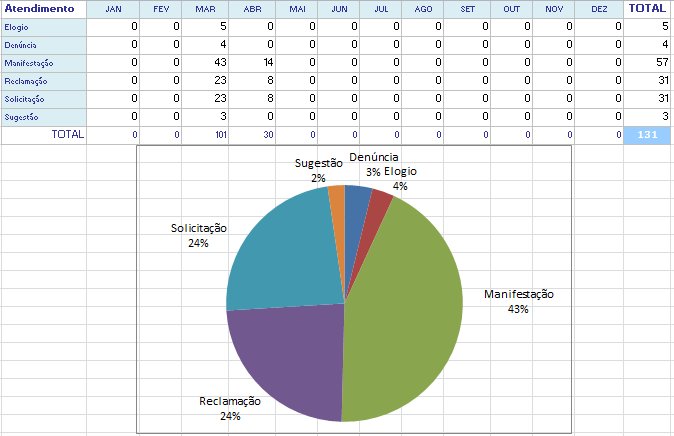 Atendimento JAN FEV MAR ABR MAI JUN JUL AGO SET OUT NOV DEZ TOTAL
Elogio 0 0 5 0 0 0 0 0 0 0 0 0 5
Denúncia 0 0 4 0 0 0 0 0 0 0 0 0 4
Manifestação 0 0 43 14 0 0 0 0 0 0 0 0 57
Reclamação 0 0 23 8 0 0 0 0 0 0 0 0 31
Solicitação 0 0 23 8 0 0 0 0 0 0 0 0 31
Sugestão 0 0 3 0 0 0 0 0 0 0 0 0 3
TOTAL 0 0 101 30 0 0 0 0 0 0 0 0 131
Sugestão
2%
Denúncia
3%
Elogio
4%
Solicitação
24%
Manifestação
43%
Reclamação
24%